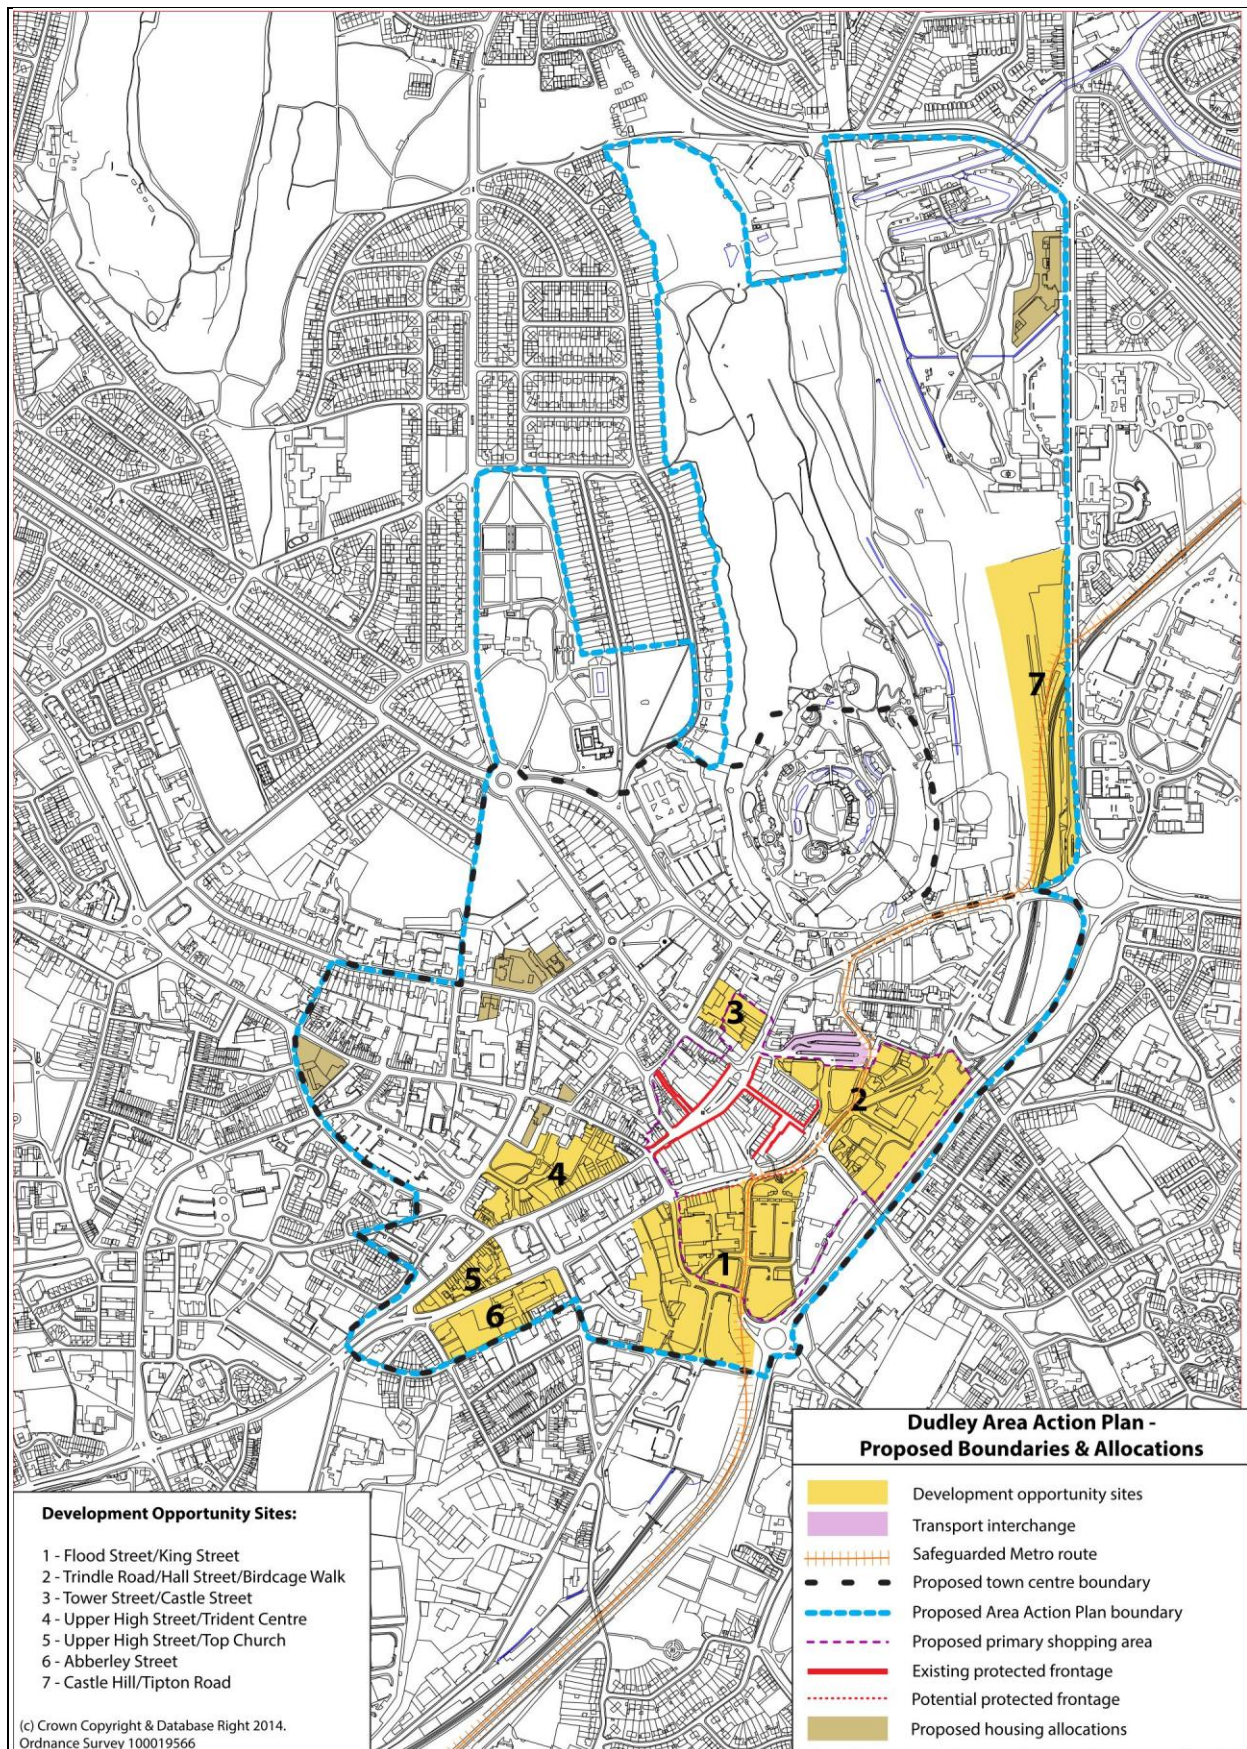 7
3
2
4
1
5
6
Dudley Area Action Plan -
Proposed Boundaries & Allocations
Development opportunity sites
Transport interchange
Safeguarded Metro route
Proposed town centre boundary
Proposed Area Action Plan boundary
Proposed primary shopping area
Existing protected frontage
Potential protected frontage
Proposed housing allocations
Development Opportunity Sites:
1 - Flood Street/King Street
2 - Trindle Road/Hall Street/Birdcage Walk
3 - Tower Street/Castle Street
4 - Upper High Street/Trident Centre
5 - Upper High Street/Top Church
6 - Abberley Street
7 - Castle Hill/Tipton Road
(c) Crown Copyright & Database Right 2014.
Ordnance Survey 100019566